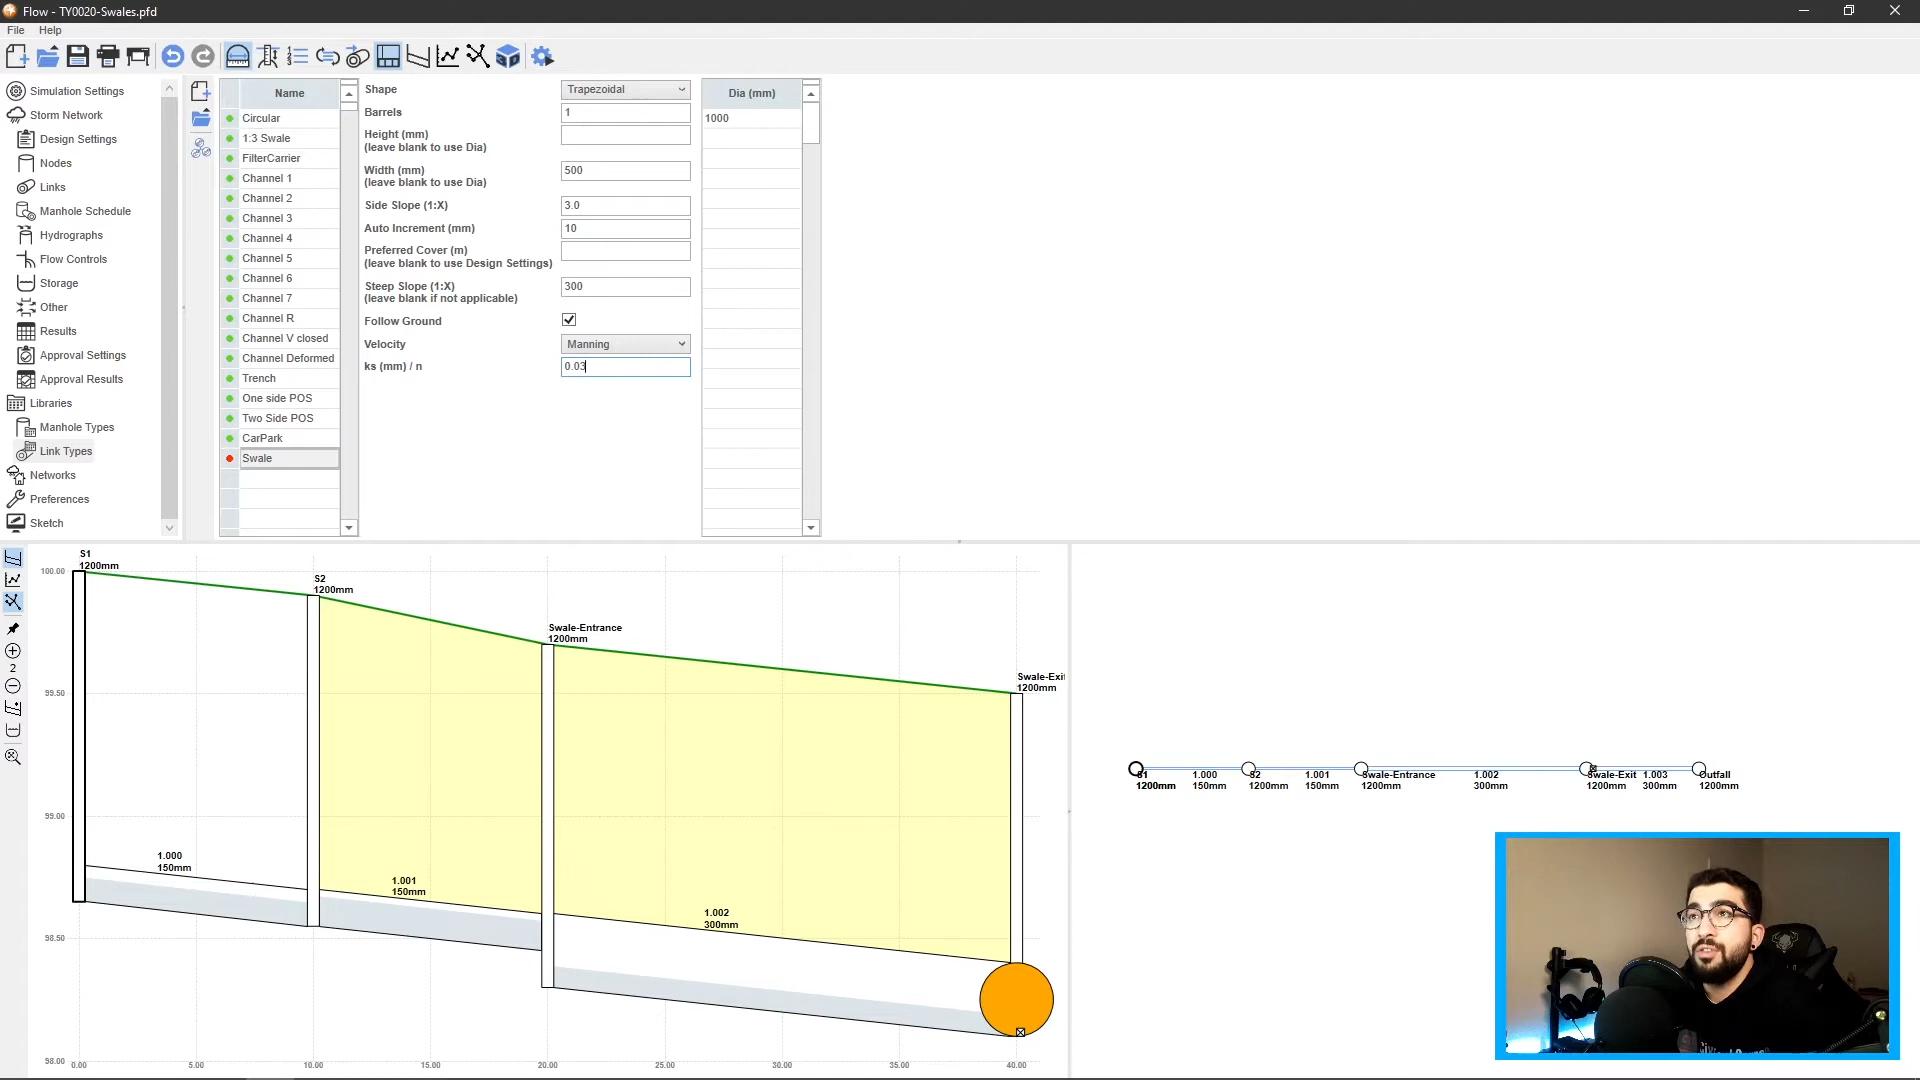 Flow - TY0020-Swales.pfd
File Help
Simulation Settings
Storm Network
Design Settings
Nodes
Links
Manhole Schedule
Hydrographs
Flow Controls
Storage
Other
Results
Approval Settings
Approval Results
Libraries
Manhole Types
Link Types
Networks
Preferences
Sketch
Name
Circular
1:3 Swale
FilterCarrier
Channel 1
Channel 2
Channel 3
Channel 4
Channel 5
Channel 6
Channel 7
Channel R
Channel V closed
Channel Deformed
Trench
One side POS
Two Side POS
CarPark
Swale
Shape Trapezoidal
Barrels 1
Height (mm)
(leave blank to use Dia)
Width (mm) 500
(leave blank to use Dia)
Side Slope (1:X) 3.0
Auto Increment (mm) 10
Preferred Cover (m)
(leave blank to use Design Settings)
Steep Slope (1:X) 300
(leave blank if not applicable)
Follow Ground
Velocity Manning
ks (mm) / n 0.03
Dia (mm)
1000
2
S1
1200mm
S2
1200mm
Swale-Entrance
1200mm
Swale-Exit
1200mm
1.000
150mm
1.001
150mm
1.002
300mm
100.00
99.50
99.00
98.50
98.00
0.00 5.00 10.00 15.00 20.00 25.00 30.00 35.00 40.00
S1 1.000 S2 1.001 Swale-Entrance 1.002 Swale-Exit 1.003 Outfall
1200mm 150mm 1200mm 150mm 1200mm 300mm 1200mm 300mm 1200mm